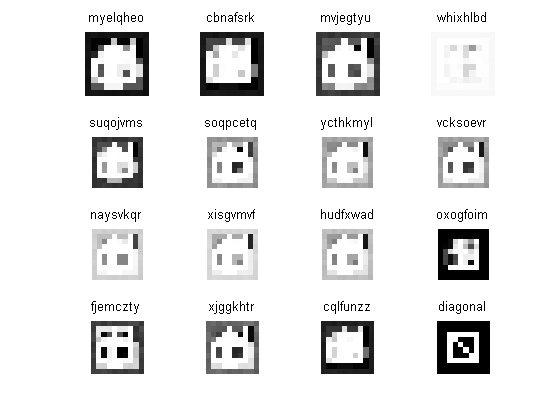 myelqheo cbnafsrk mvjegtyu whixhlbd
suqojvms soqpcetq ycthkmyl vcksoevr
naysvkqr xisgvmvf hudfxwad oxogfoim
fjemczty xjggkhtr cqlfunzz diagonal